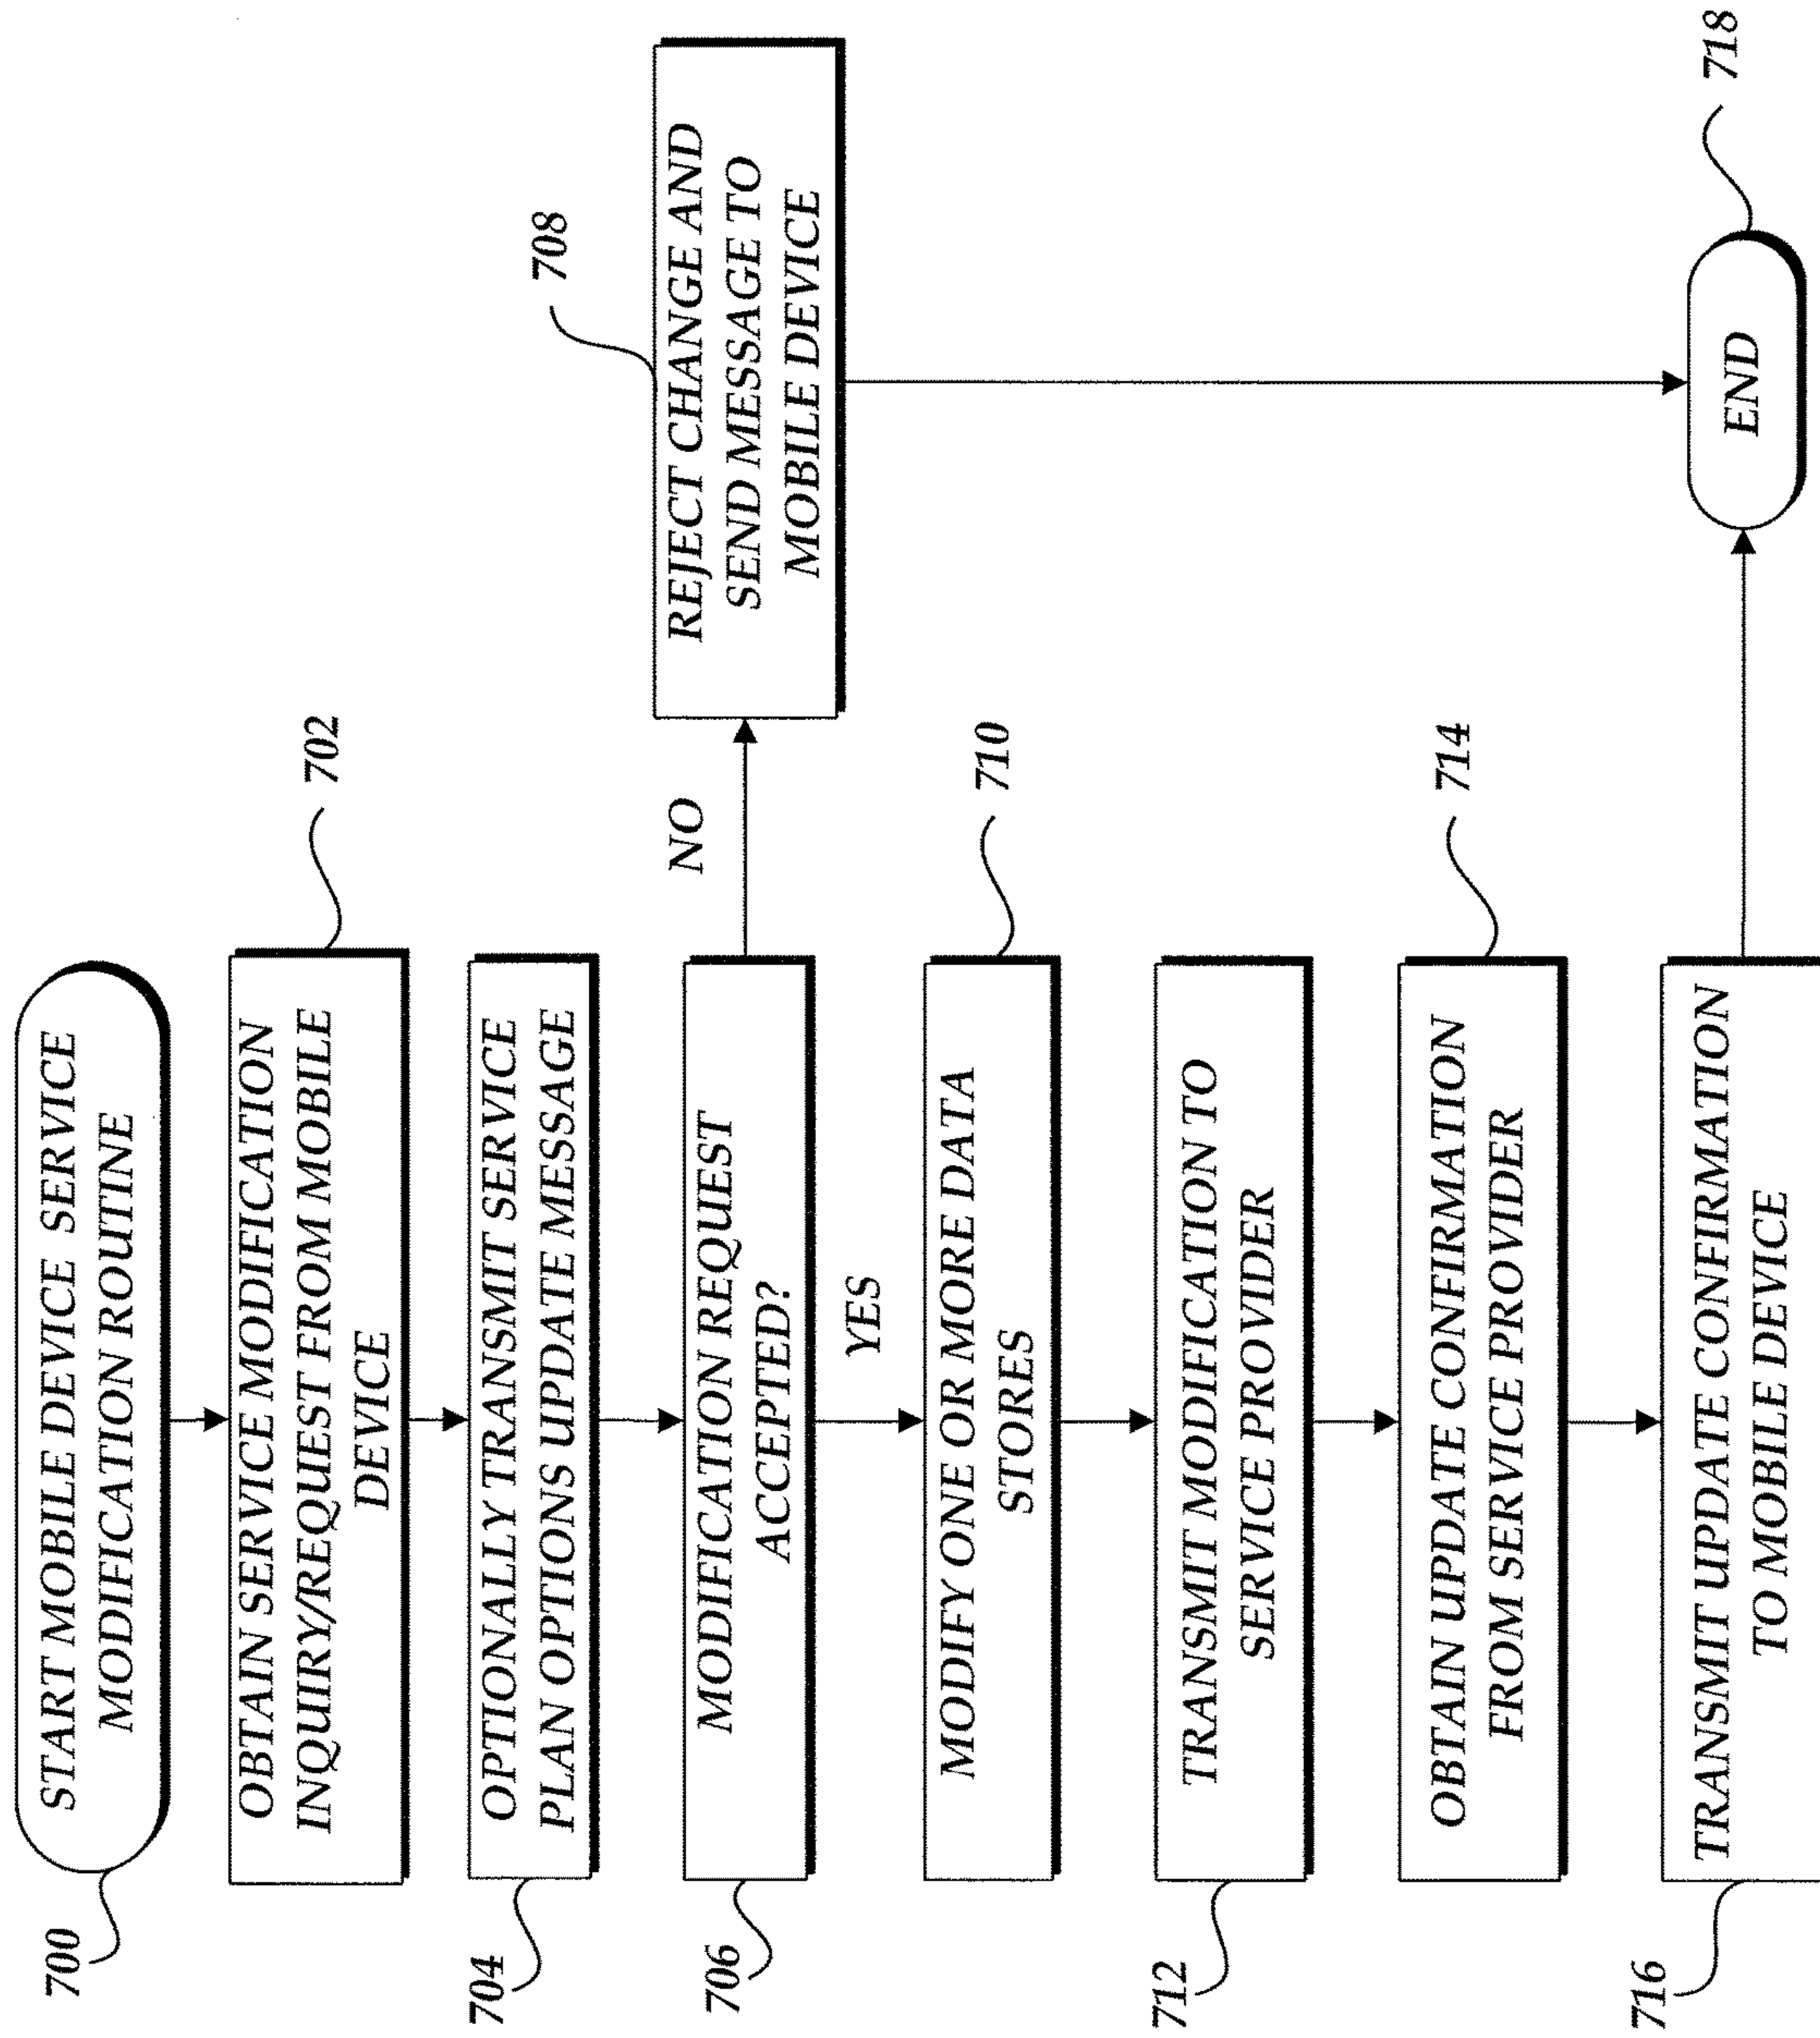 700
START MOBILE DEVICE SERVICE
MODIFICATION ROUTINE
702
OBTAIN SERVICE MODIFICATION
INQUIRY/REQUEST FROM MOBILE
DEVICE
704
OPTIONALLY TRANSMIT SERVICE
PLAN OPTIONS UPDATE MESSAGE
706
MODIFICATION REQUEST
ACCEPTED?
NO
708
REJECT CHANGE AND
SEND MESSAGE TO
MOBILE DEVICE
YES
710
MODIFY ONE OR MORE DATA
STORES
712
TRANSMIT MODIFICATION TO
SERVICE PROVIDER
714
OBTAIN UPDATE CONFIRMATION
FROM SERVICE PROVIDER
716
TRANSMIT UPDATE CONFIRMATION
TO MOBILE DEVICE
718
END